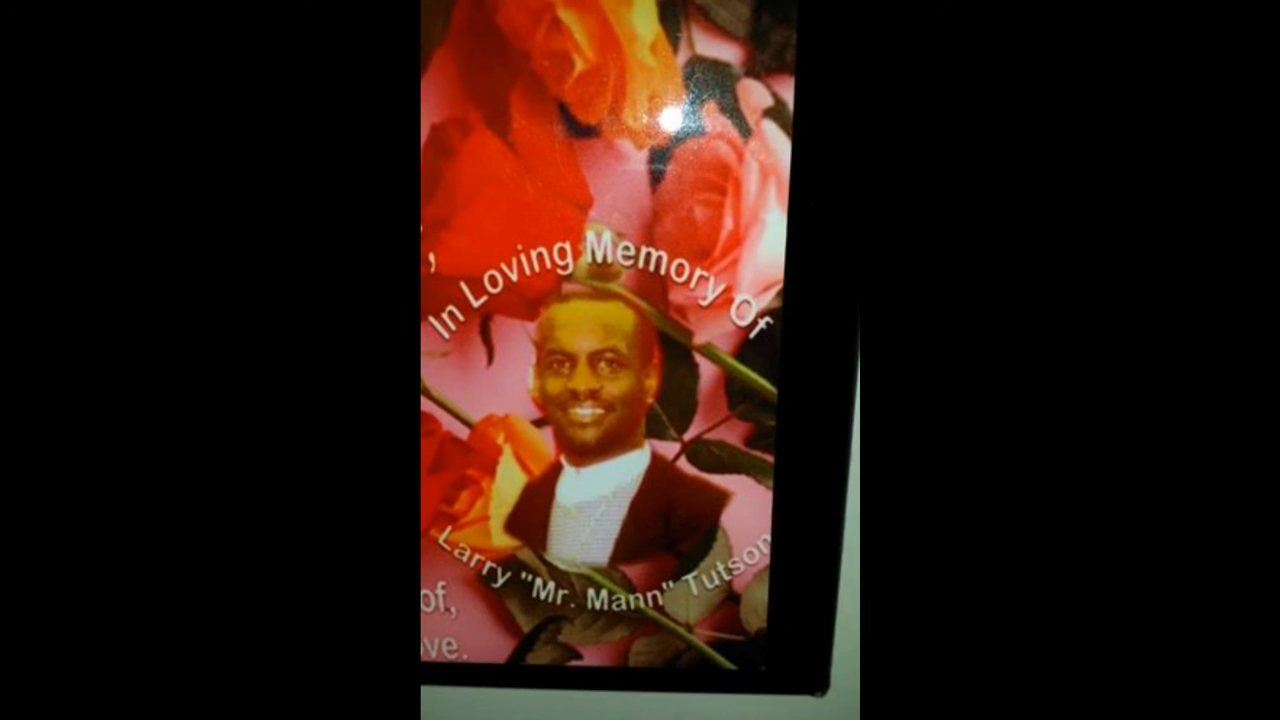 ,
In Loving Memory Of
Larry "Mr. Mann" Tutson
of,
ve.